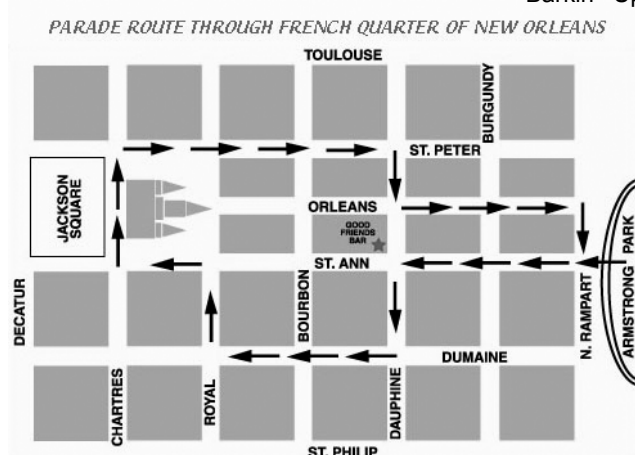 PARADE ROUTE THROUGH FRENCH QUARTER OF NEW ORLEANS
TOULOUSE
BURGUNDY
ST. PETER
JACKSON
SQUARE
ORLEANS
GOOD
FRIENDS
BAR
ST. ANN
DECATUR
BOURBON
N. RAMPART
ARMSTRONG PARK
DUMAINE
CHARTRES
ROYAL
DAUPHINE
ST. PHILIP